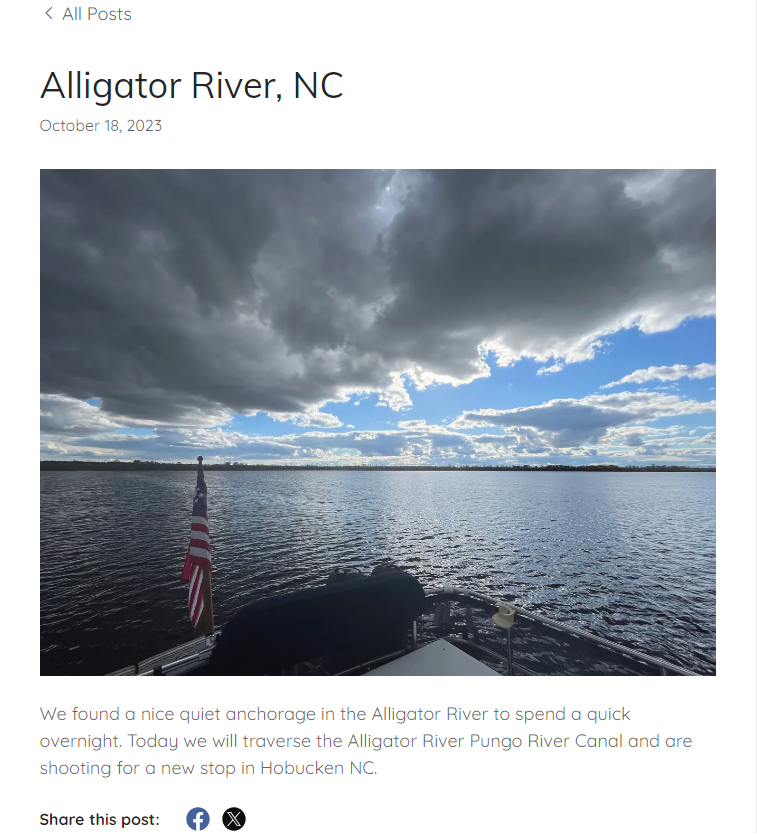 All Posts
Alligator River, NC
October 18, 2023
We found a nice quiet anchorage in the Alligator River to spend a quick
overnight. Today we will traverse the Alligator River Pungo River Canal and are
shooting for a new stop in Hobucken NC.
Share this post: